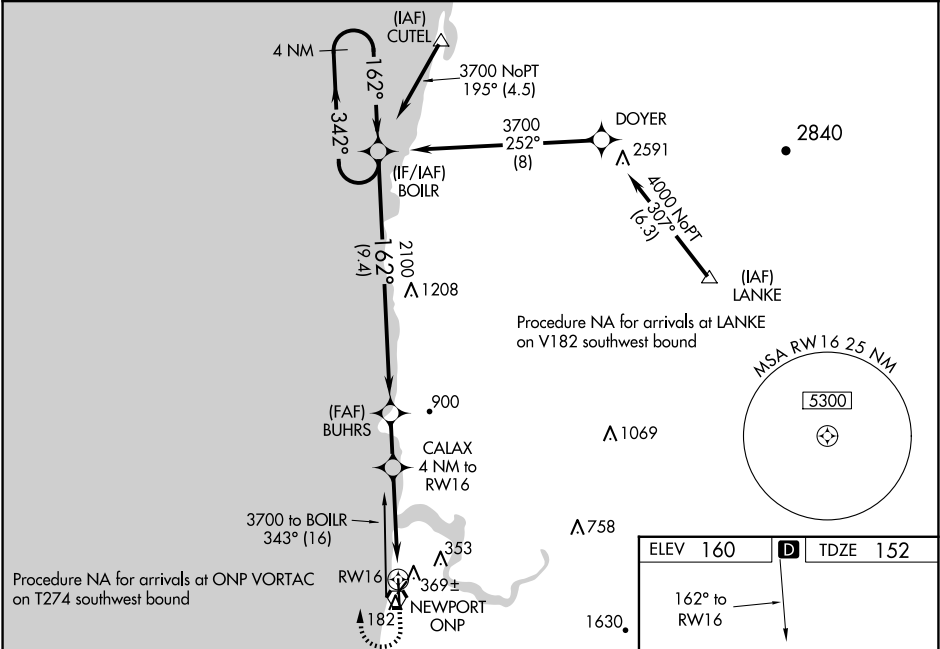 (IAF)
CUTEL
4 NM
162°
342°
3700 NoPT
195° (4.5)
DOYER
3700
252°
(8)
2591
2840
(IF/IAF)
BOILR
4000 NoPT
307°
(6.3)
2100
162°
(9.4)
1208
(IAF)
LANKE
Procedure NA for arrivals at LANKE
on V182 southwest bound
MSA RW16 25 NM
5300
(FAF)
BUHRS
900
1069
CALAX
4 NM to
RW16
3700 to BOILR
343° (16)
758
353
RW16
369±
NEWPORT
ONP
182
1630
Procedure NA for arrivals at ONP VORTAC
on T274 southwest bound
ELEV 160 D TDZE 152
162° to
RW16